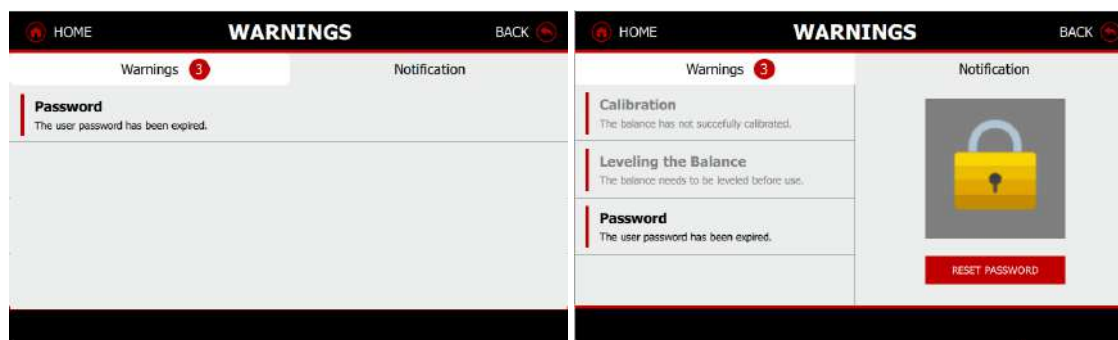 HOME WARNINGS BACK
Warnings 3 Notification
Password
The user password has been expired.
HOME WARNINGS BACK
Warnings 3 Notification
Calibration
The balance has not succefully calibrated.
Leveling the Balance
The balance needs to be leveled before use.
Password
The user password has been expired.
RESET PASSWORD